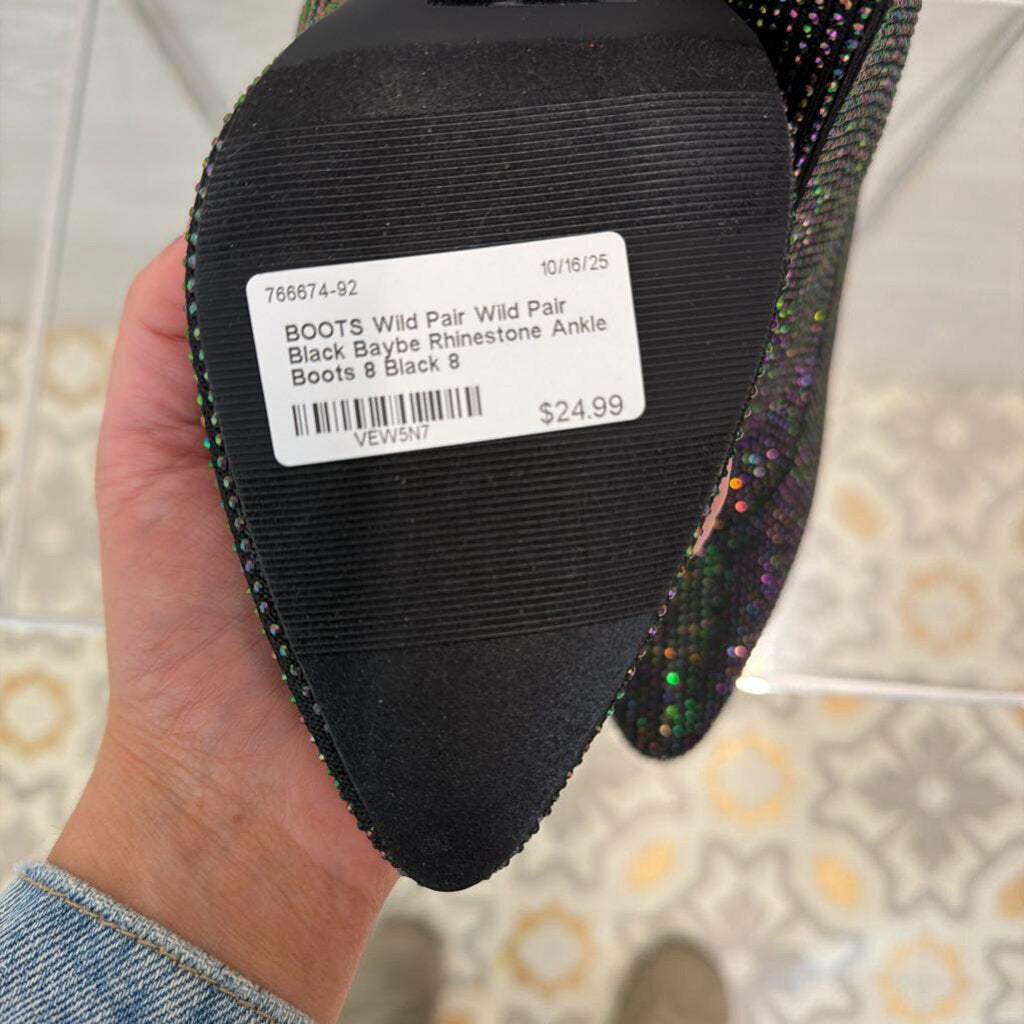 766674-92 10/16/25
BOOTS Wild Pair Wild Pair
Black Baybe Rhinestone Ankle
Boots 8 Black 8
VEW5N7 $24.99